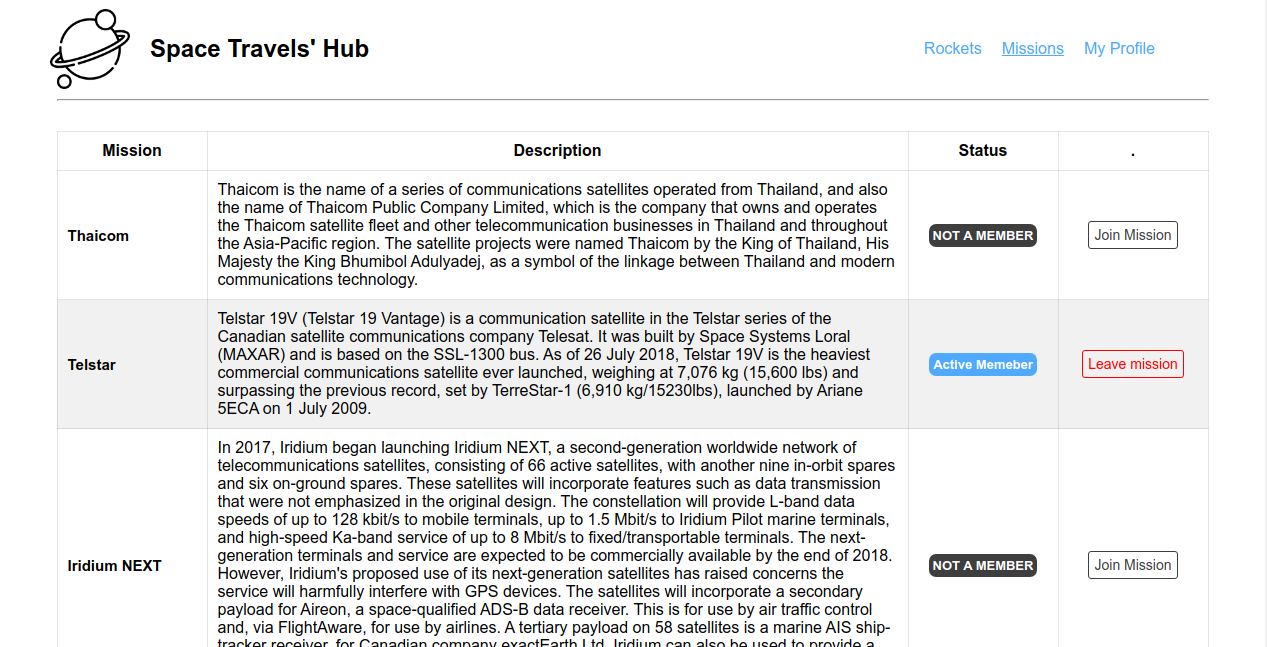 Space Travels' Hub
Rockets Missions My Profile
Mission Description Status .
Thaicom
Thaicom is the name of a series of communications satellites operated from Thailand, and also
the name of Thaicom Public Company Limited, which is the company that owns and operates
the Thaicom satellite fleet and other telecommunication businesses in Thailand and throughout
the Asia-Pacific region. The satellite projects were named Thaicom by the King of Thailand, His
Majesty the King Bhumibol Adulyadej, as a symbol of the linkage between Thailand and modern
communications technology.
NOT A MEMBER
Join Mission
Telstar
Telstar 19V (Telstar 19 Vantage) is a communication satellite in the Telstar series of the
Canadian satellite communications company Telesat. It was built by Space Systems Loral
(MAXAR) and is based on the SSL-1300 bus. As of 26 July 2018, Telstar 19V is the heaviest
commercial communications satellite ever launched, weighing at 7,076 kg (15,600 lbs) and
surpassing the previous record, set by TerreStar-1 (6,910 kg/15230lbs), launched by Ariane
5ECA on 1 July 2009.
Active Memeber
Leave mission
Iridium NEXT
In 2017, Iridium began launching Iridium NEXT, a second-generation worldwide network of
telecommunications satellites, consisting of 66 active satellites, with another nine in-orbit spares
and six on-ground spares. These satellites will incorporate features such as data transmission
that were not emphasized in the original design. The constellation will provide L-band data
speeds of up to 128 kbit/s to mobile terminals, up to 1.5 Mbit/s to Iridium Pilot marine terminals,
and high-speed Ka-band service of up to 8 Mbit/s to fixed/transportable terminals. The next-
generation terminals and service are expected to be commercially available by the end of 2018.
However, Iridium's proposed use of its next-generation satellites has raised concerns the
service will harmfully interfere with GPS devices. The satellites will incorporate a secondary
payload for Aireon, a space-qualified ADS-B data receiver. This is for use by air traffic control
and, via FlightAware, for use by airlines. A tertiary payload on 58 satellites is a marine AIS ship-
tracker receiver, for Canadian company exactEarth Ltd. Iridium can also be used to provide a
NOT A MEMBER
Join Mission